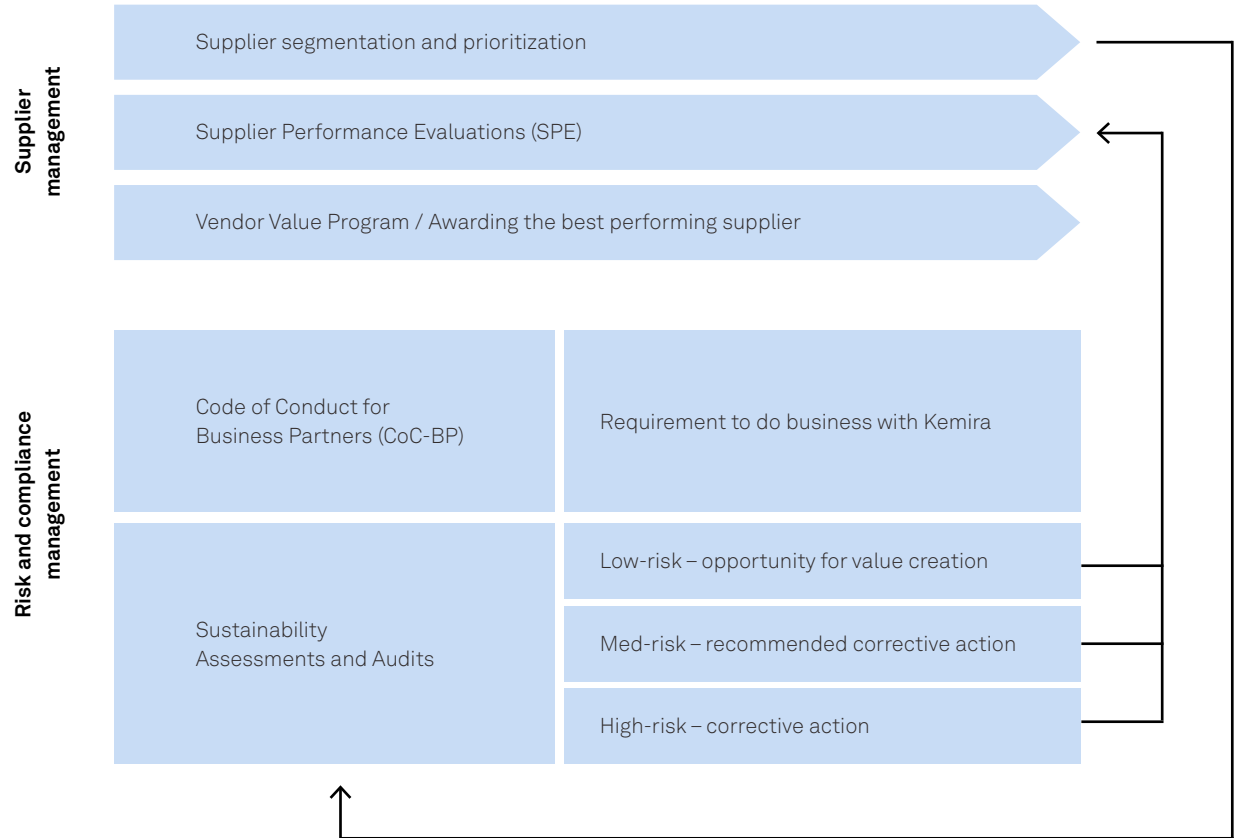 Supplier
management
Supplier segmentation and prioritization
Supplier Performance Evaluations (SPE)
Vendor Value Program / Awarding the best performing supplier
Risk and compliance
management
Code of Conduct for
Business Partners (CoC-BP)
Requirement to do business with Kemira
Sustainability
Assessments and Audits
Low-risk – opportunity for value creation
Med-risk – recommended corrective action
High-risk – corrective action